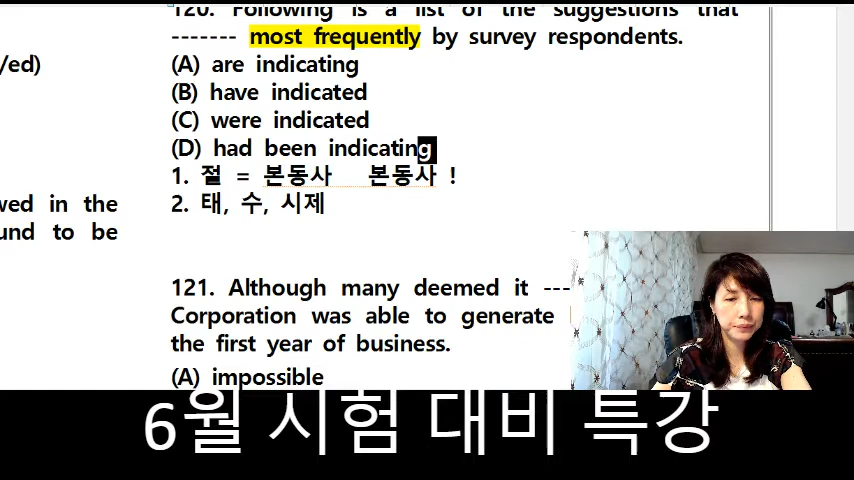 120. Following is a list of the suggestions that
------- most frequently by survey respondents.
/ed)
(A) are indicating
(B) have indicated
(C) were indicated
(D) had been indicating
1. 절 = 본동사 본동사 !
wed in the
2. 태, 수, 시제
und to be
121. Although many deemed it ---
Corporation was able to generate
the first year of business.
(A) impossible
6월 시험 대비 특강